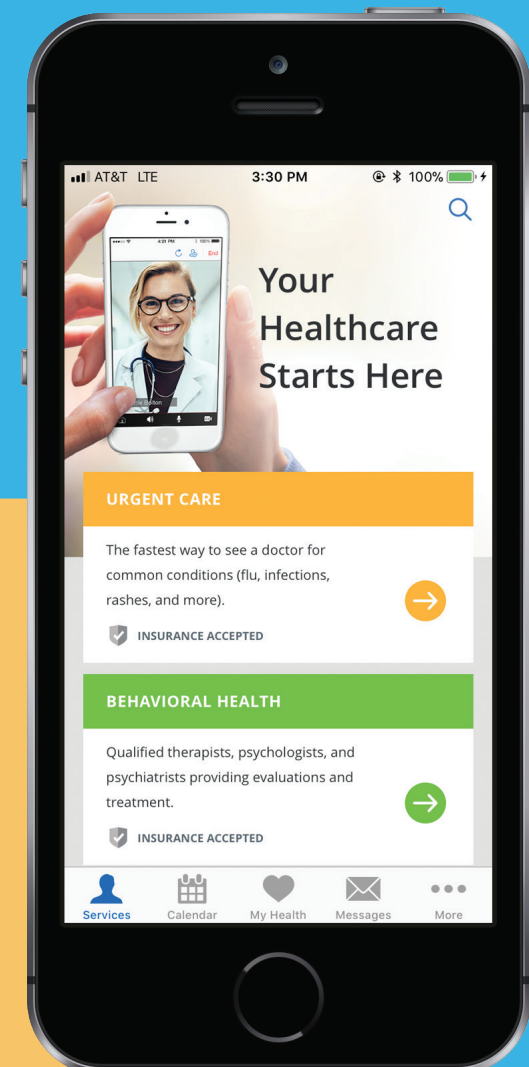 AT&T LTE 3:30 PM 100%
4:21 PM 100%
End
Your
Healthcare
Starts Here
URGENT CARE
The fastest way to see a doctor for
common conditions (flu, infections,
rashes, and more).
INSURANCE ACCEPTED
BEHAVIORAL HEALTH
Qualified therapists, psychologists, and
psychiatrists providing evaluations and
treatment.
INSURANCE ACCEPTED
Services Calendar My Health Messages More